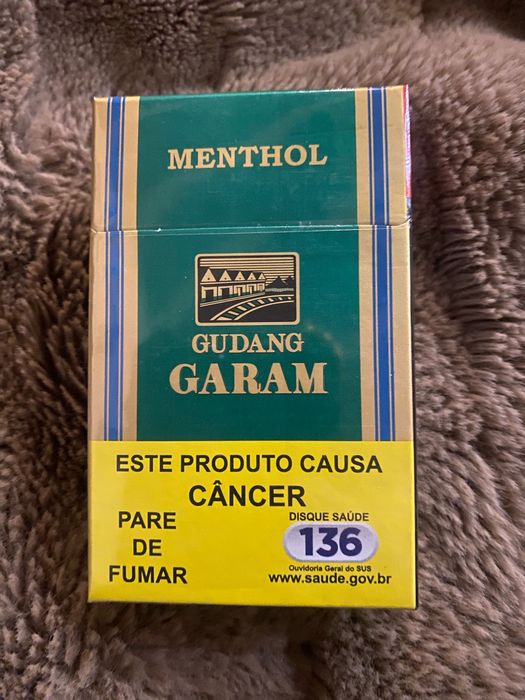 MENTHOL
GUDANG
GARAM
ESTE PRODUTO CAUSA
CÂNCER
PARE
DE
FUMAR
DISQUE SAÚDE
136
Ouvidoria Geral do SUS
www.saude.gov.br